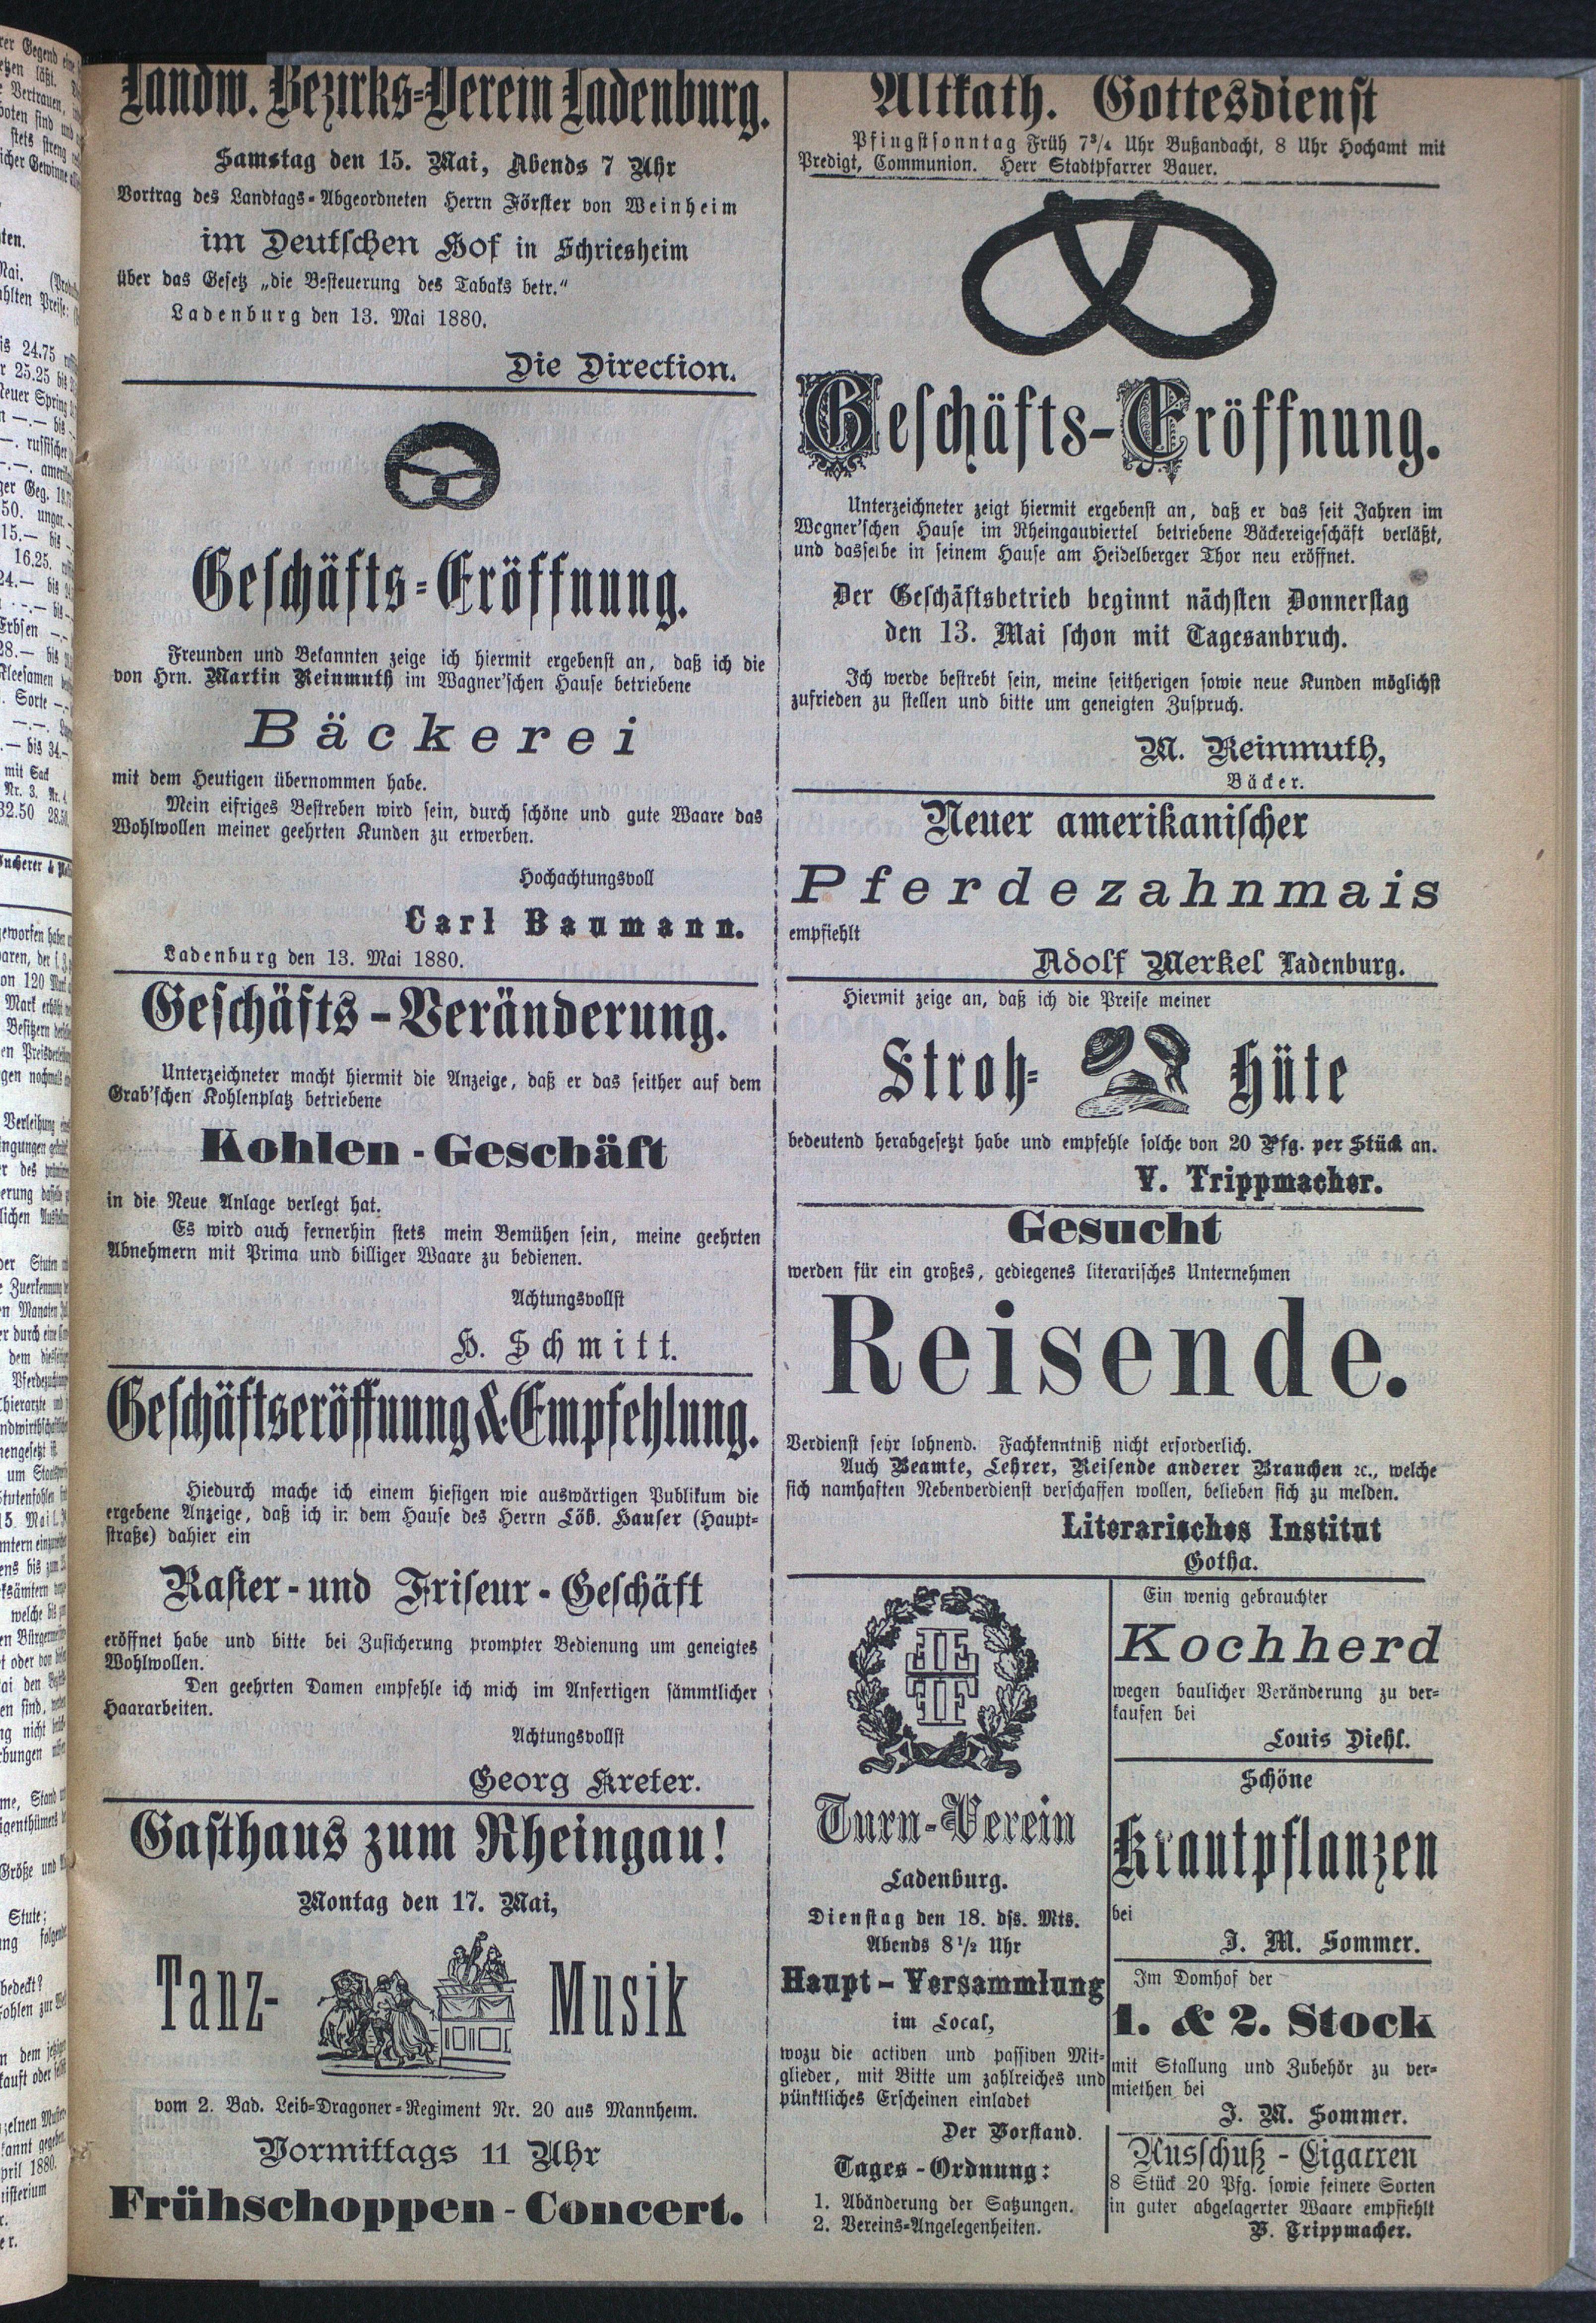 Landw. Bezirks-Verein Ladenburg.
Samstag den 15. Mai, Abends 7 Uhr
Vortrag des Landtags-Abgeordneten Herrn Förster von Weinheim
im Deutschen Hof in Schriesheim
über das Gesetz „die Besteuerung des Tabaks betr.“
Ladenburg den 13. Mai 1880.
Die Direction.
Geschäfts-Eröffnung.
Freunden und Bekannten zeige ich hiermit ergebenst an, daß ich die
von Hrn. Martin Reinmuth im Wagner'schen Hause betriebene
Bäckerei
mit dem Heutigen übernommen habe.
Mein eifriges Bestreben wird sein, durch schöne und gute Waare das
Wohlwollen meiner geehrten Kunden zu erwerben.
Hochachtungsvoll
Carl Baumann.
Ladenburg den 13. Mai 1880.
Geschäfts-Veränderung.
Unterzeichneter macht hiermit die Anzeige, daß er das seither auf dem
Grab'schen Kohlenplatz betriebene
Kohlen-Geschäft
in die Neue Anlage verlegt hat.
Es wird auch fernerhin stets mein Bemühen sein, meine geehrten
Abnehmern mit Prima und billiger Waare zu bedienen.
Achtungsvollst
H. Schmitt.
Geschäftseröffnung & Empfehlung.
Hiedurch mache ich einem hiesigen wie auswärtigen Publikum die
ergebene Anzeige, daß ich in dem Hause des Herrn Löb. Hauser (Haupt-
straße) dahier ein
Rasier-und Friseur-Geschäft
eröffnet habe und bitte bei Zusicherung prompter Bedienung um geneigtes
Wohlwollen.
Den geehrten Damen empfehle ich mich im Anfertigen sämmtlicher
Haararbeiten.
Achtungsvollst
Georg Kreter.
Gasthaus zum Rheingau!
Montag den 17. Mai,
Tanz-Musik
vom 2. Bad. Leib-Dragoner-Regiment Nr. 20 aus Mannheim.
Vormittags 11 Uhr
Frühschoppen-Concert.
Altkath. Gottesdienst
Pfingstsonntag Früh 7 3/4 Uhr Bußandacht, 8 Uhr Hochamt mit
Predigt, Communion. Herr Stadtpfarrer Bauer.
Geschäfts-Eröffnung.
Unterzeichneter zeigt hiermit ergebenst an, daß er das seit Jahren im
Wegner'schen Hause im Rheingauviertel betriebene Bäckereigeschäft verläßt,
und dasselbe in seinem Hause am Heidelberger Thor neu eröffnet.
Der Geschäftsbetrieb beginnt nächsten Donnerstag
den 13. Mai schon mit Tagesanbruch.
Ich werde bestrebt sein, meine seitherigen sowie neue Kunden möglichst
zufrieden zu stellen und bitte um geneigten Zuspruch.
M. Reinmuth,
Bäcker.
Neuer amerikanischer
Pferdezahnmais
empfiehlt
Adolf Merkel Ladenburg.
Hiermit zeige an, daß ich die Preise meiner
Stroh-Hüte
bedeutend herabgesetzt habe und empfehle solche von 20 Pfg. per Stück an.
V. Trippmacher.
Gesucht
werden für ein großes, gediegenes literarisches Unternehmen
Reisende.
Verdienst sehr lohnend. Fachkenntniß nicht erforderlich.
Auch Beamte, Lehrer, Reisende anderer Branchen ꝛc., welche
sich namhaften Nebenverdienst verschaffen wollen, belieben sich zu melden.
Literarisches Institut
Gotha.
Turn-Verein
Ladenburg.
Dienstag den 18. dss. Mts.
Abends 8 1/2 Uhr
Haupt-Versammlung
im Local,
wozu die activen und passiven Mit-
glieder, mit Bitte um zahlreiches und
pünktliches Erscheinen einladet
Der Vorstand.
Tages-Ordnung:
1. Abänderung der Satzungen.
2. Vereins-Angelegenheiten.
Ein wenig gebrauchter
Kochherd
wegen baulicher Veränderung zu ver-
kaufen bei
Louis Diehl.
Schöne
Krautpflanzen
bei
J. M. Sommer.
Im Domhof der
1. & 2. Stock
mit Stallung und Zubehör zu ver-
miethen bei
J. M. Sommer.
Ausschuß-Cigarren
8 Stück 20 Pfg. sowie feinere Sorten
in guter abgelagerter Waare empfiehlt
V. Trippmacher.